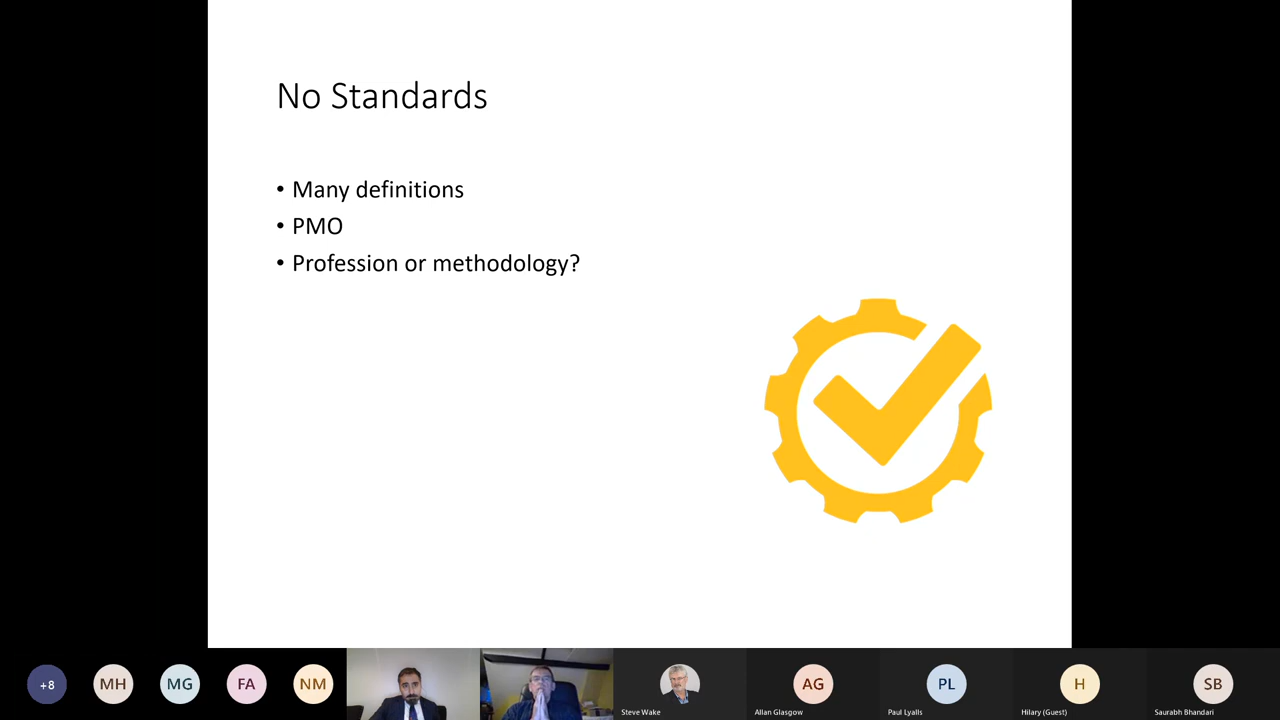 No Standards
• Many definitions
• PMO
• Profession or methodology?
+8
MH
MG
FA
NM
Steve Wake
AG
Allan Glasgow
PL
Paul Lyalls
H
Hilary (Guest)
SB
Saurabh Bhandari